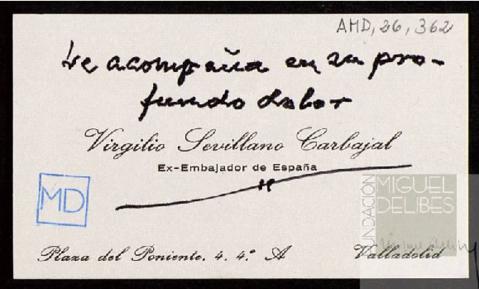 AMD, 26, 362
te acompaña en su pro-
fundo dolor
Virgilio Sevillano Carbajal
Ex-Embajador de España
MD
FUNDACIÓN
MIGUEL
DELIBES
Plaza del Poniente, 4. 4.º A
Valladolid